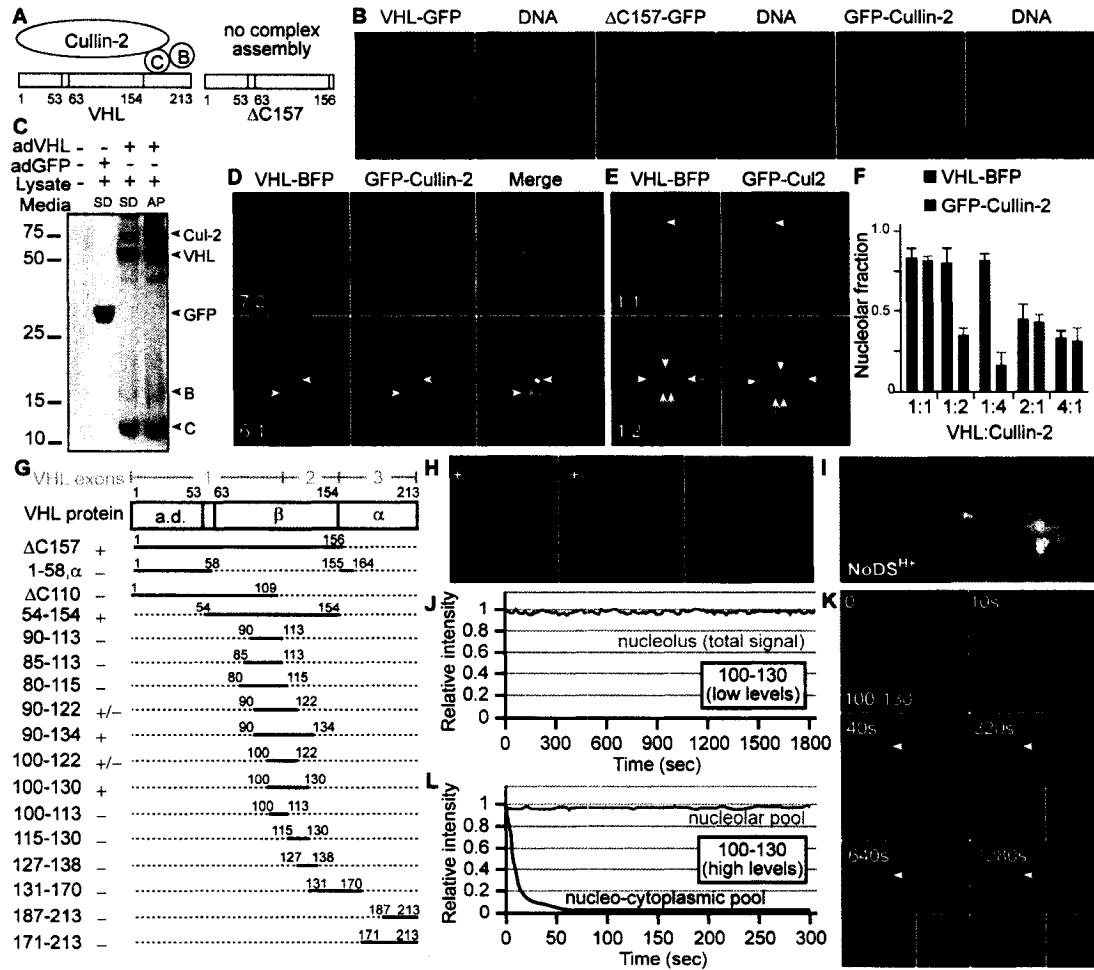 A
Cullin-2
C
B
1
53
63
154
213
VHL
no complex
assembly
1
53
63
156
ΔC157
B
VHL-GFP
DNA
ΔC157-GFP
DNA
GFP-Cullin-2
DNA
C
adVHL - - + +
adGFP - + - -
Lysate - + + +
Media SD SD AP
75
50
25
15
10
Cul-2
VHL
GFP
B
C
D
VHL-BFP
GFP-Cullin-2
Merge
7:2
6:1
E
VHL-BFP
GFP-Cul2
1:1
1:2
F
VHL-BFP
GFP-Cullin-2
Nucleolar fraction
1.0
0.5
0
1:1 1:2 1:4 2:1 4:1
VHL:Cullin-2
G
VHL exons 1 2 3
1 53 63 154 213
VHL protein a.d. β α
ΔC157 + 1 156
1-58,α – 1 58 155 164
ΔC110 – 1 109
54-154 + 54 154
90-113 – 90 113
85-113 – 85 113
80-115 – 80 115
90-122 +/– 90 122
90-134 + 90 134
100-122 +/– 100 122
100-130 + 100 130
100-113 – 100 113
115-130 – 115 130
127-138 – 127 138
131-170 – 131 170
187-213 – 187 213
171-213 – 171 213
H
+
+
I
NoDSH+
J
Relative intensity
1
0.8
0.6
0.4
0.2
0
nucleolus (total signal)
100-130
(low levels)
0 300 600 900 1200 1500 1800
Time (sec)
K
0
10s
100-130
40s
320s
640s
1280s
L
Relative intensity
1
0.8
0.6
0.4
0.2
0
nucleolar pool
100-130
(high levels)
nucleo-cytoplasmic pool
0 50 100 150 200 250 300
Time (sec)